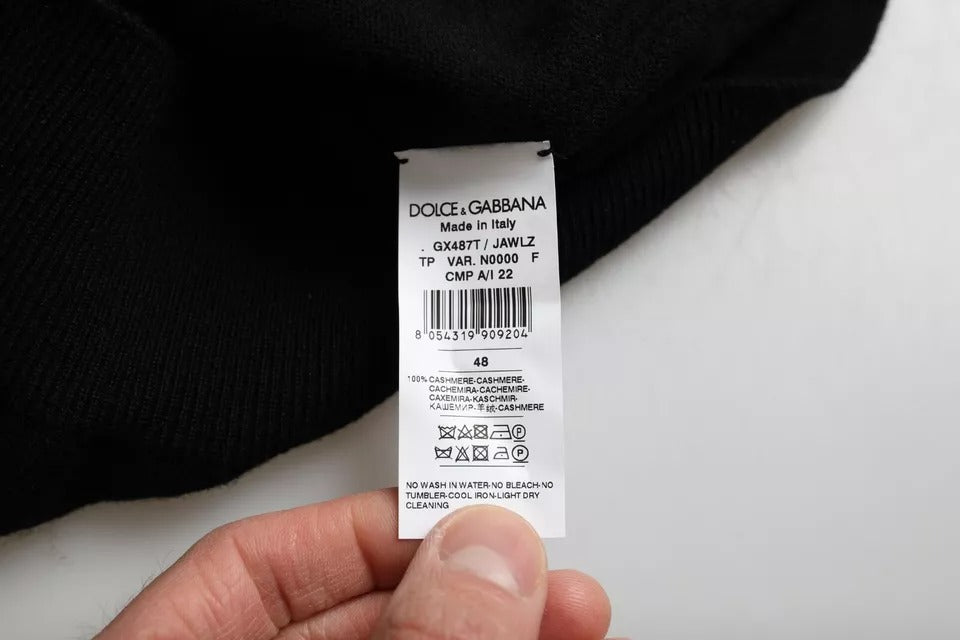 DOLCE & GABBANA
Made in Italy
. GX487T / JAWLZ
TP VAR. N0000 F
CMP A/I 22
8 054319 909204
48
100% CASHMERE-CASHMERE-
CACHEMIRA-CACHEMIRE-
CAXEMIRA-KASCHMIR-
КАШЕМИР-羊绒-CASHMERE
P
P
NO WASH IN WATER-NO BLEACH-NO
TUMBLER-COOL IRON-LIGHT DRY
CLEANING